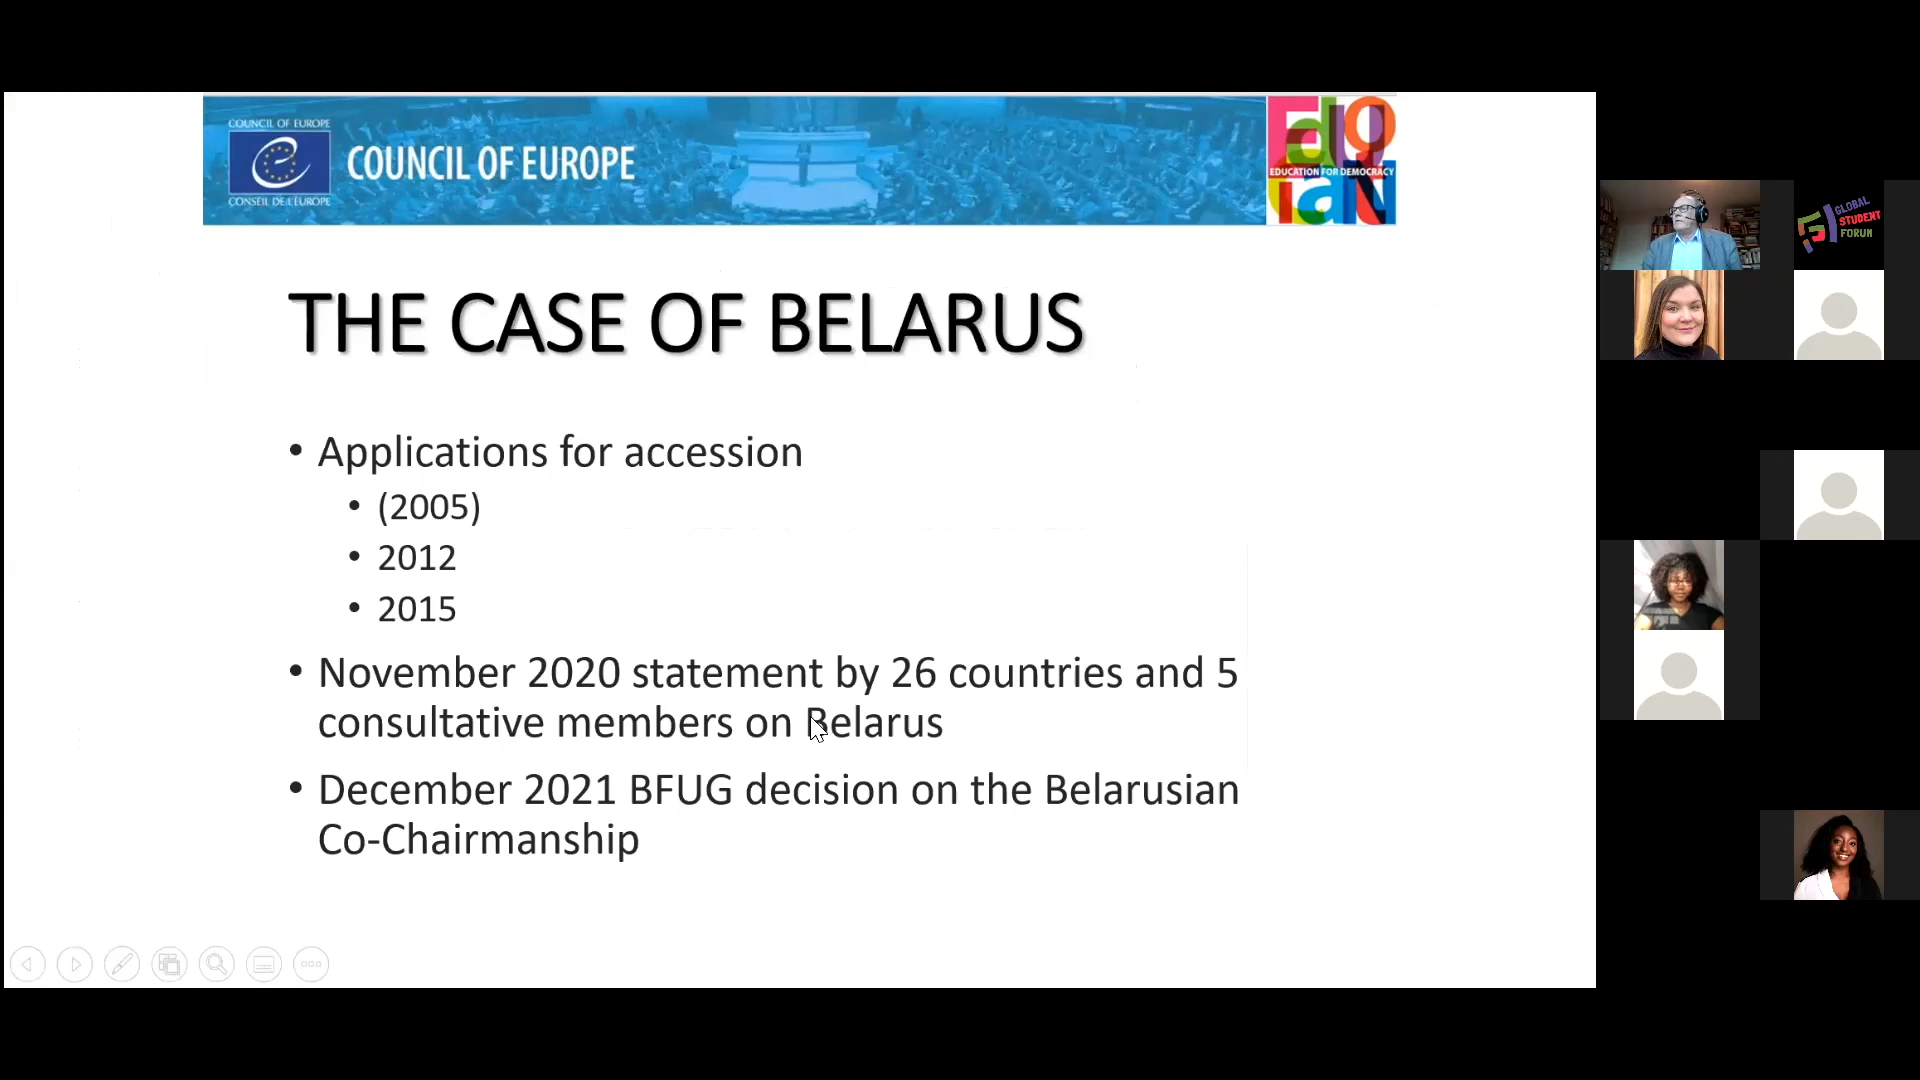 COUNCIL OF EUROPE
COUNCIL OF EUROPE
CONSEIL DE L'EUROPE
EDUCATION FOR DEMOCRACY
GLOBAL
STUDENT
FORUM
THE CASE OF BELARUS
• Applications for accession
• (2005)
• 2012
• 2015
• November 2020 statement by 26 countries and 5
consultative members on Belarus
• December 2021 BFUG decision on the Belarusian
Co-Chairmanship